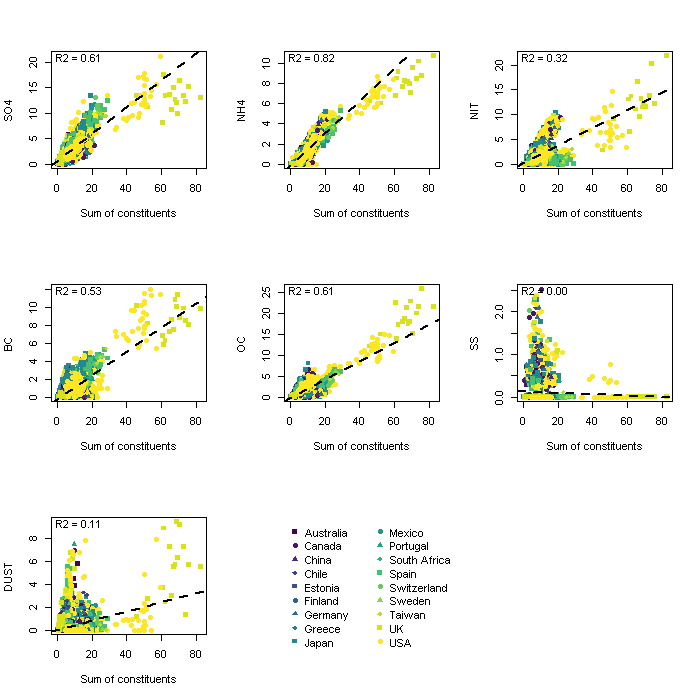 R2 = 0.61
SO4
0 5 10 15 20
0 20 40 60 80
Sum of constituents
R2 = 0.82
NH4
0 2 4 6 8 10
0 20 40 60 80
Sum of constituents
R2 = 0.32
NIT
0 5 10 15 20
0 20 40 60 80
Sum of constituents
R2 = 0.53
BC
0 2 4 6 8 10
0 20 40 60 80
Sum of constituents
R2 = 0.61
OC
0 5 10 15 20 25
0 20 40 60 80
Sum of constituents
R2 = 0.00
SS
0.0 1.0 2.0
0 20 40 60 80
Sum of constituents
R2 = 0.11
DUST
0 2 4 6 8
0 20 40 60 80
Sum of constituents
Australia
Canada
China
Chile
Estonia
Finland
Germany
Greece
Japan
Mexico
Portugal
South Africa
Spain
Switzerland
Sweden
Taiwan
UK
USA